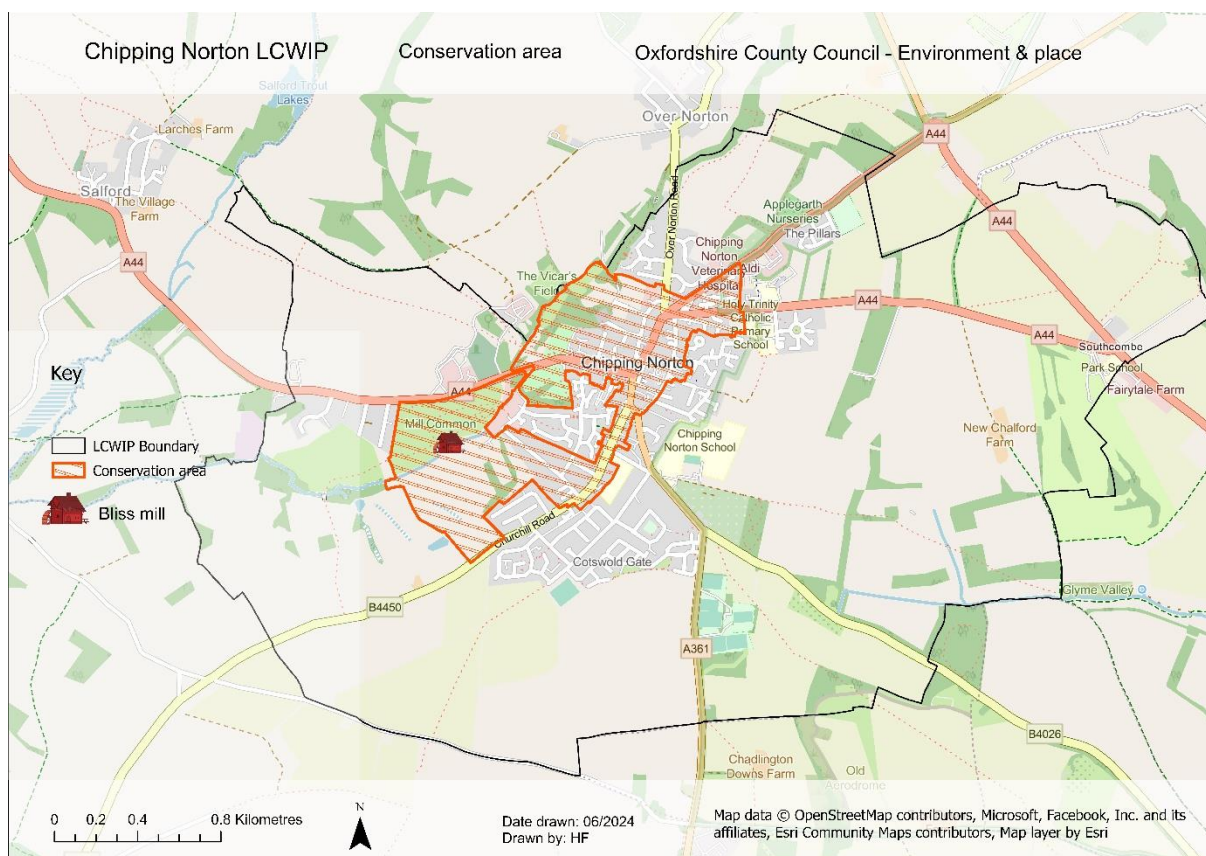 Chipping Norton LCWIP
Conservation area
Oxfordshire County Council - Environment & place
Salford Trout
Lakes
Over Norton
Larches Farm
A44
A44
Salford
The Village
Farm
Over Norton Road
Applegarth
Nurseries
The Pillars
A44
A44
Chipping
Norton
Veterinary
Hospital
Aldi
The Vicar's
Field
Holy Trinity
Catholic
Primary
School
A44
A44
Southcombe
Park School
Fairytale Farm
Chipping Norton
Key
A44
Mill Common
New Chalford
Farm
LCWIP Boundary
Conservation area
Chipping
Norton School
Bliss mill
Churchill Road
Cotswold Gate
B4450
Glyme Valley
A361
B4026
Chadlington
Downs Farm
Old
Aerodrome
0 0.2 0.4 0.8 Kilometres
N
Date drawn: 06/2024
Drawn by: HF
Map data © OpenStreetMap contributors, Microsoft, Facebook, Inc. and its
affiliates, Esri Community Maps contributors, Map layer by Esri